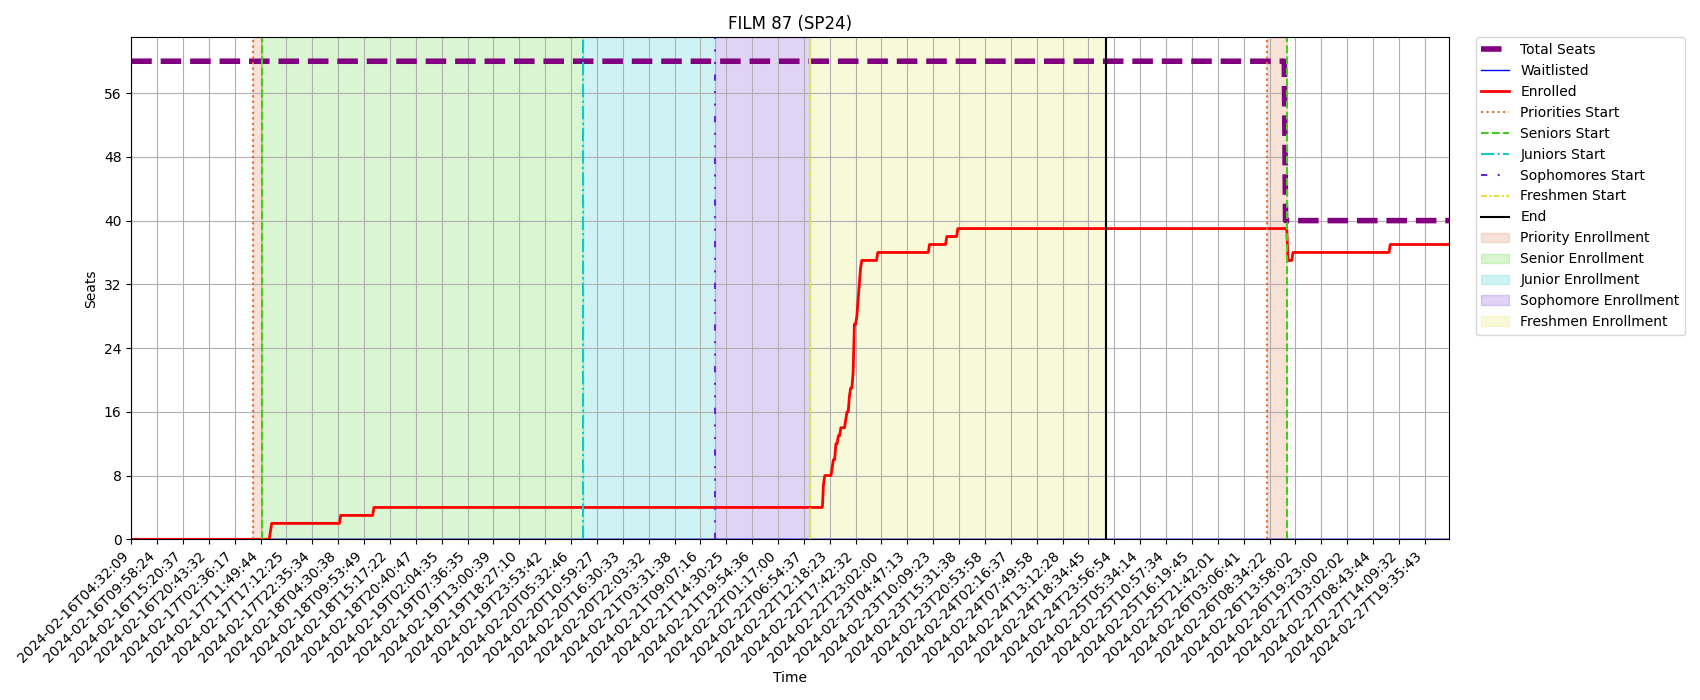 FILM 87 (SP24)
Total Seats
Waitlisted
Enrolled
Priorities Start
Seniors Start
Juniors Start
Sophomores Start
Freshmen Start
End
Priority Enrollment
Senior Enrollment
Junior Enrollment
Sophomore Enrollment
Freshmen Enrollment
Seats
56
48
40
32
24
16
8
0
2024-02-16T04:32:09
2024-02-16T09:58:24
2024-02-16T15:20:37
2024-02-16T20:43:32
2024-02-17T02:36:17
2024-02-17T11:49:44
2024-02-17T17:12:25
2024-02-17T22:35:34
2024-02-18T04:30:38
2024-02-18T09:53:49
2024-02-18T15:17:22
2024-02-18T20:40:47
2024-02-19T02:04:35
2024-02-19T07:36:35
2024-02-19T13:00:39
2024-02-19T18:27:10
2024-02-19T23:53:42
2024-02-20T05:32:46
2024-02-20T10:59:27
2024-02-20T16:30:33
2024-02-20T22:03:32
2024-02-21T03:31:38
2024-02-21T09:07:16
2024-02-21T14:30:25
2024-02-21T19:54:36
2024-02-22T01:17:00
2024-02-22T06:54:37
2024-02-22T12:18:23
2024-02-22T17:42:32
2024-02-22T23:02:00
2024-02-23T04:47:13
2024-02-23T10:09:23
2024-02-23T15:31:38
2024-02-23T20:53:58
2024-02-24T02:16:37
2024-02-24T07:49:58
2024-02-24T13:12:28
2024-02-24T18:34:45
2024-02-24T23:56:54
2024-02-25T05:34:14
2024-02-25T10:57:34
2024-02-25T16:19:45
2024-02-25T21:42:01
2024-02-26T03:06:41
2024-02-26T08:34:22
2024-02-26T13:58:02
2024-02-26T19:23:00
2024-02-27T03:02:02
2024-02-27T08:43:44
2024-02-27T14:09:32
2024-02-27T19:35:43
Time